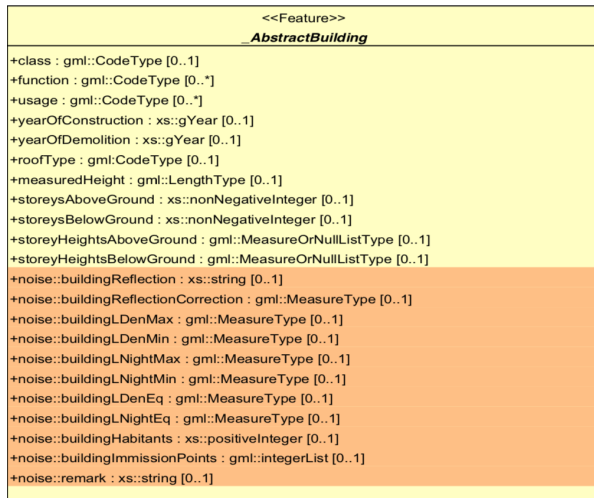 <<Feature>>
_AbstractBuilding
+class : gml::CodeType [0..1]
+function : gml::CodeType [0..*]
+usage : gml::CodeType [0..*]
+yearOfConstruction : xs::gYear [0..1]
+yearOfDemolition : xs::gYear [0..1]
+roofType : gml:CodeType [0..1]
+measuredHeight : gml::LengthType [0..1]
+storeysAboveGround : xs::nonNegativeInteger [0..1]
+storeysBelowGround : xs::nonNegativeInteger [0..1]
+storeyHeightsAboveGround : gml::MeasureOrNullListType [0..1]
+storeyHeightsBelowGround : gml::MeasureOrNullListType [0..1]
+noise::buildingReflection : xs::string [0..1]
+noise::buildingReflectionCorrection : gml::MeasureType [0..1]
+noise::buildingLDenMax : gml::MeasureType [0..1]
+noise::buildingLDenMin : gml::MeasureType [0..1]
+noise::buildingLNightMax : gml::MeasureType [0..1]
+noise::buildingLNightMin : gml::MeasureType [0..1]
+noise::buildingLDenEq : gml::MeasureType [0..1]
+noise::buildingLNightEq : gml::MeasureType [0..1]
+noise::buildingHabitants : xs::positiveInteger [0..1]
+noise::buildingImmissionPoints : gml::integerList [0..1]
+noise::remark : xs::string [0..1]